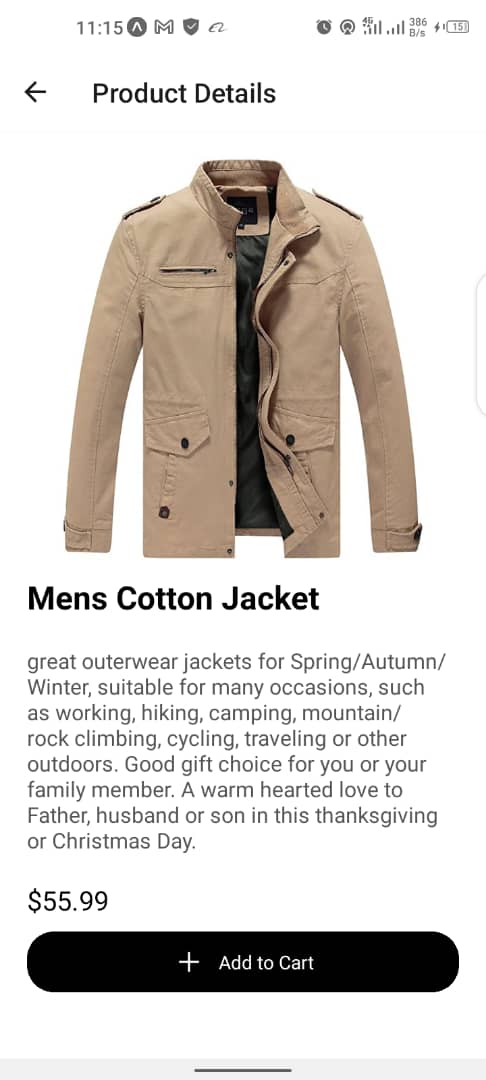 11:15
4G 386 B/s 15
Product Details
Mens Cotton Jacket
great outerwear jackets for Spring/Autumn/
Winter, suitable for many occasions, such
as working, hiking, camping, mountain/
rock climbing, cycling, traveling or other
outdoors. Good gift choice for you or your
family member. A warm hearted love to
Father, husband or son in this thanksgiving
or Christmas Day.
$55.99
Add to Cart